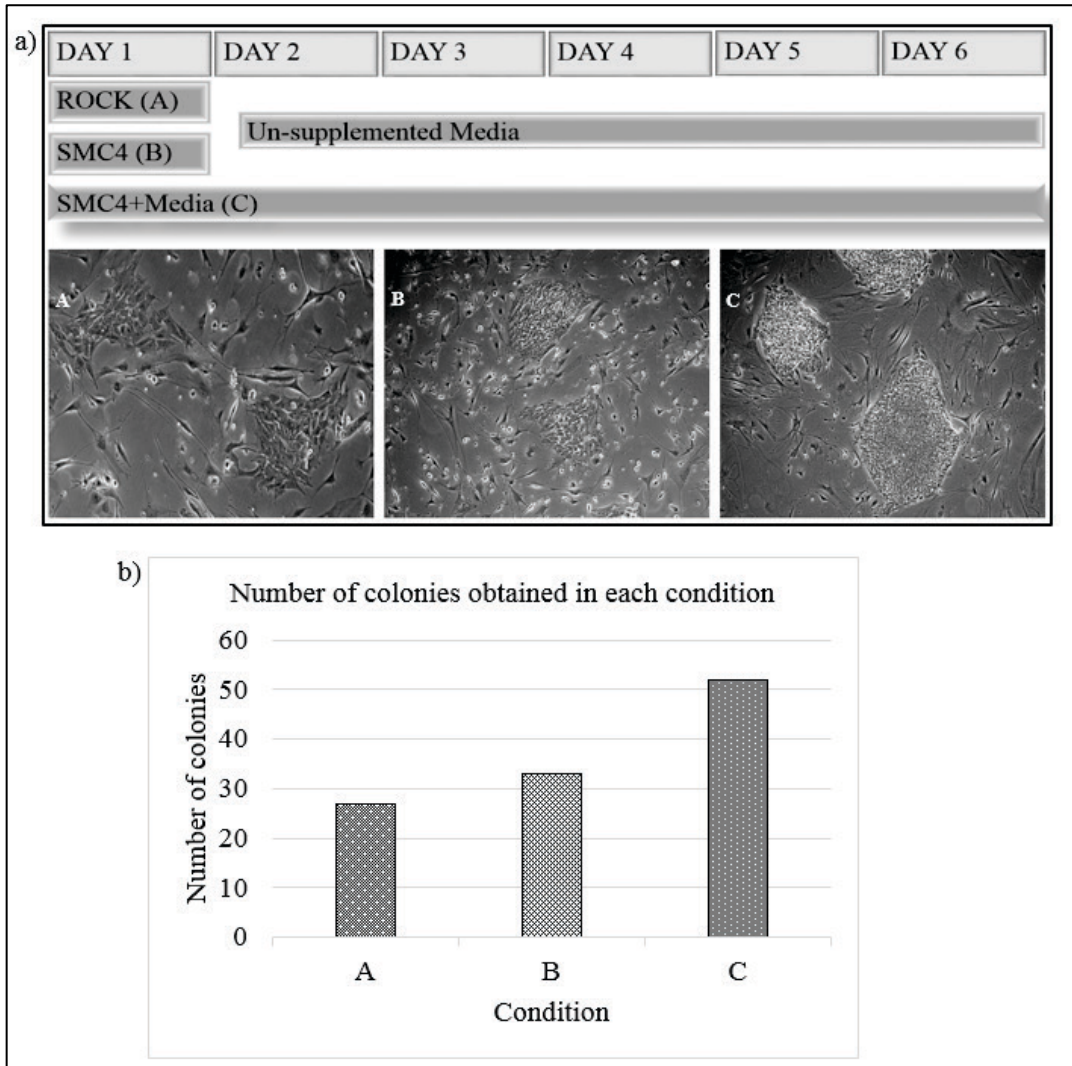 a)
DAY 1 DAY 2 DAY 3 DAY 4 DAY 5 DAY 6
ROCK (A)
Un-supplemented Media
SMC4 (B)
SMC4+Media (C)
A B C
b)
Number of colonies obtained in each condition
Number of colonies
60
50
40
30
20
10
0
A B C
Condition